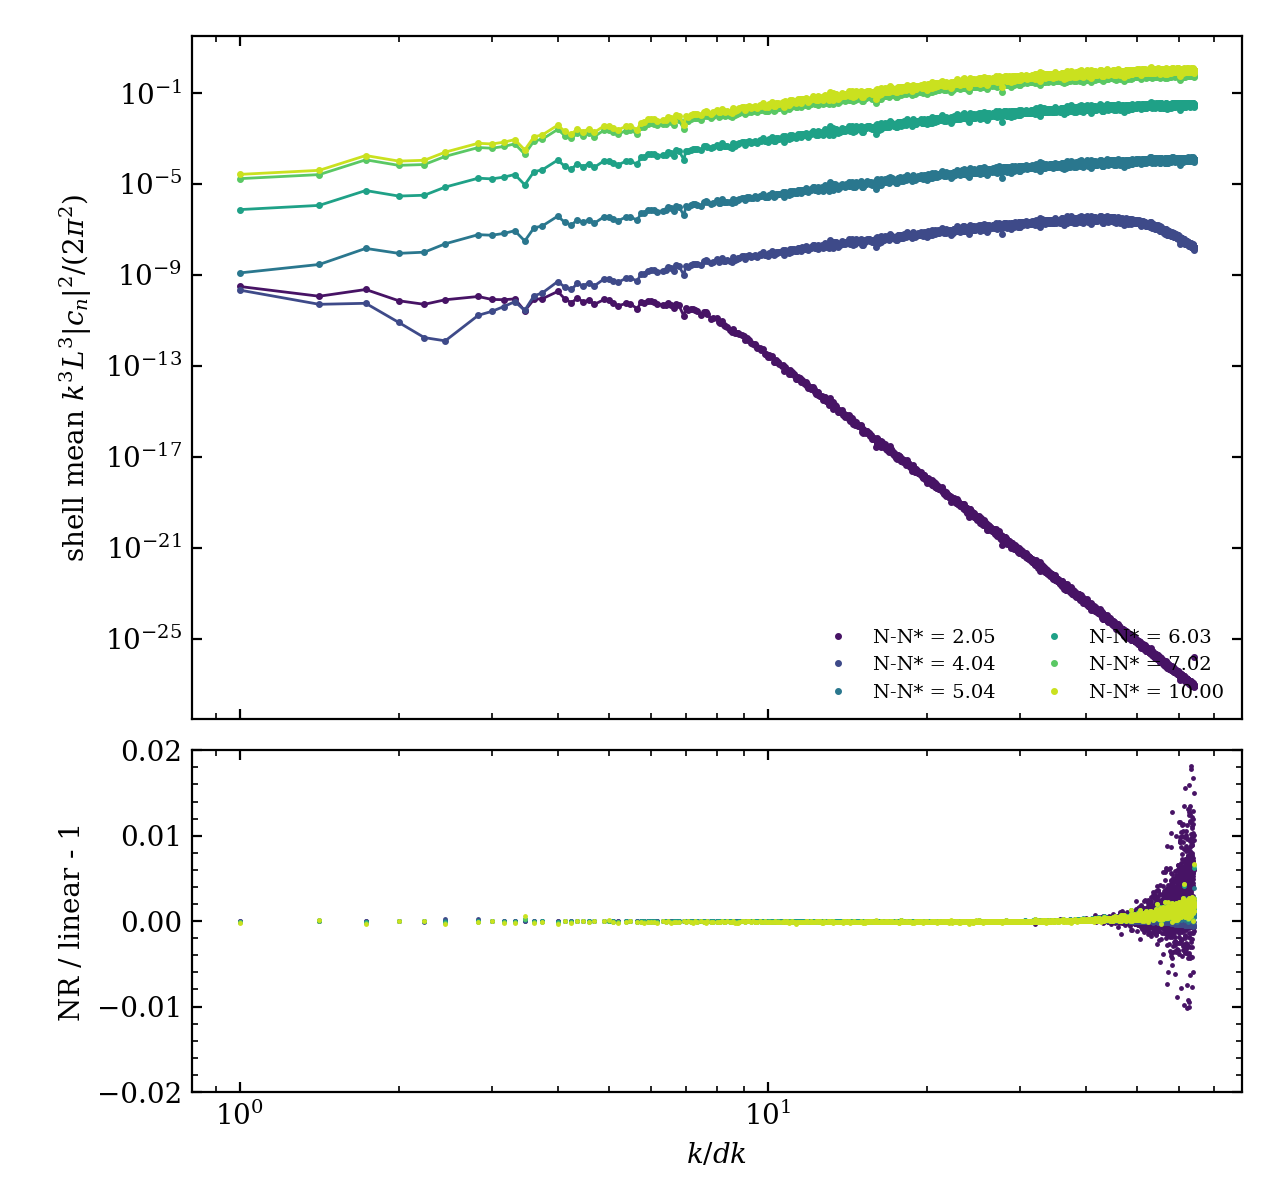 10^{-1}
10^{-5}
10^{-9}
10^{-13}
10^{-17}
10^{-21}
10^{-25}
shell mean k^3L^3|c_n|^2/(2π^2)
N-N* = 2.05
N-N* = 4.04
N-N* = 5.04
N-N* = 6.03
N-N* = 7.02
N-N* = 10.00
0.02
0.01
0.00
−0.01
−0.02
NR / linear - 1
10^0
10^1
k/dk